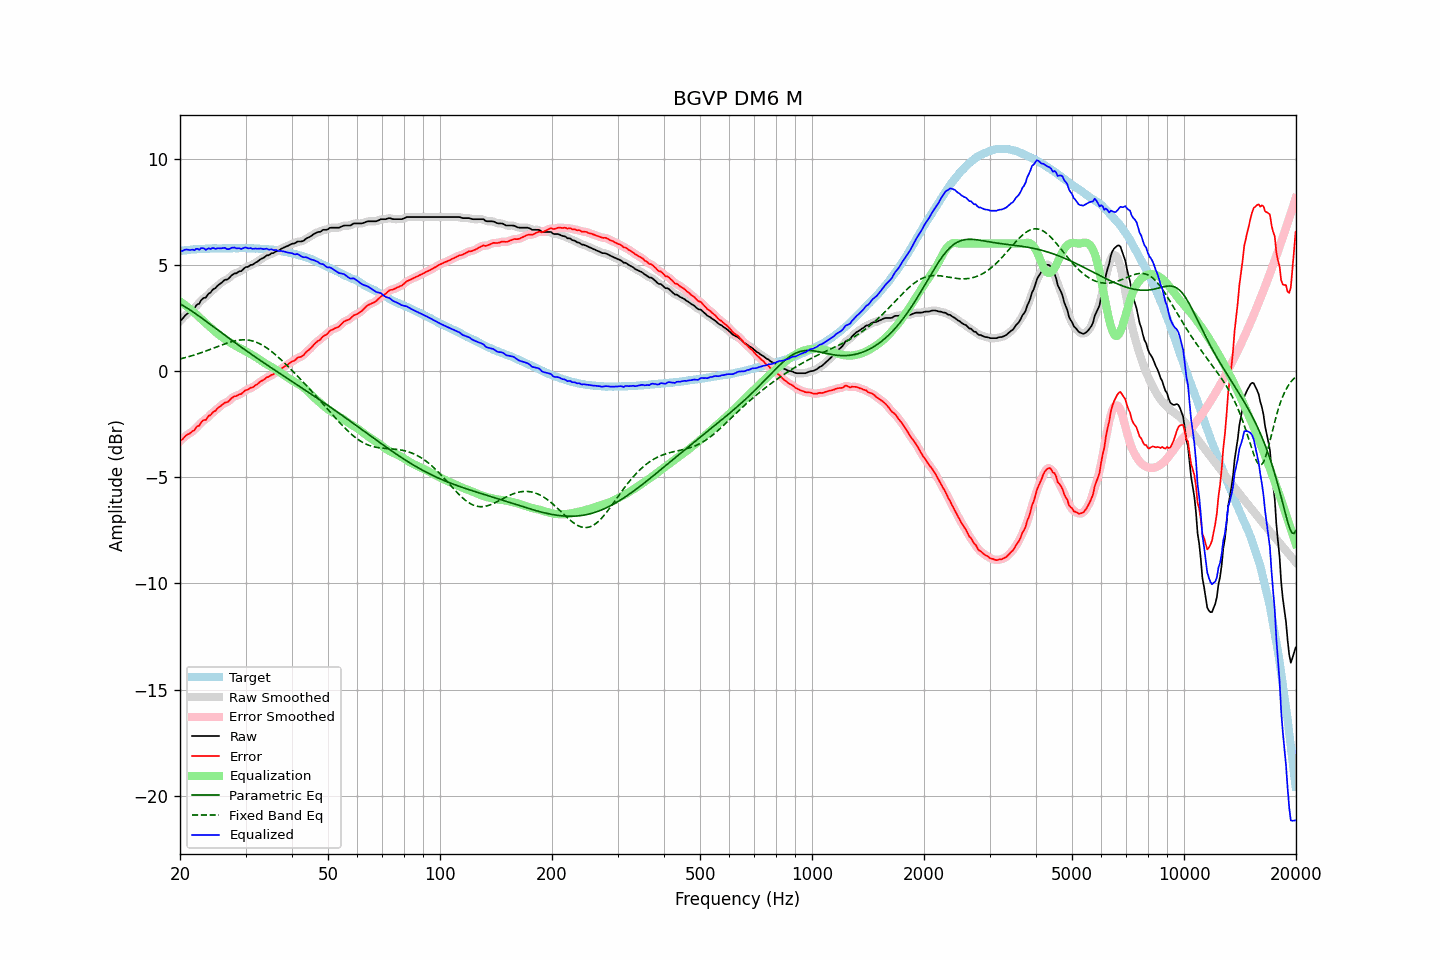 BGVP DM6 M
Amplitude (dBr)
10
5
0
−5
−10
−15
−20
Target
Raw Smoothed
Error Smoothed
Raw
Error
Equalization
Parametric Eq
Fixed Band Eq
Equalized
20 50 100 200 500 1000 2000 5000 10000 20000
Frequency (Hz)